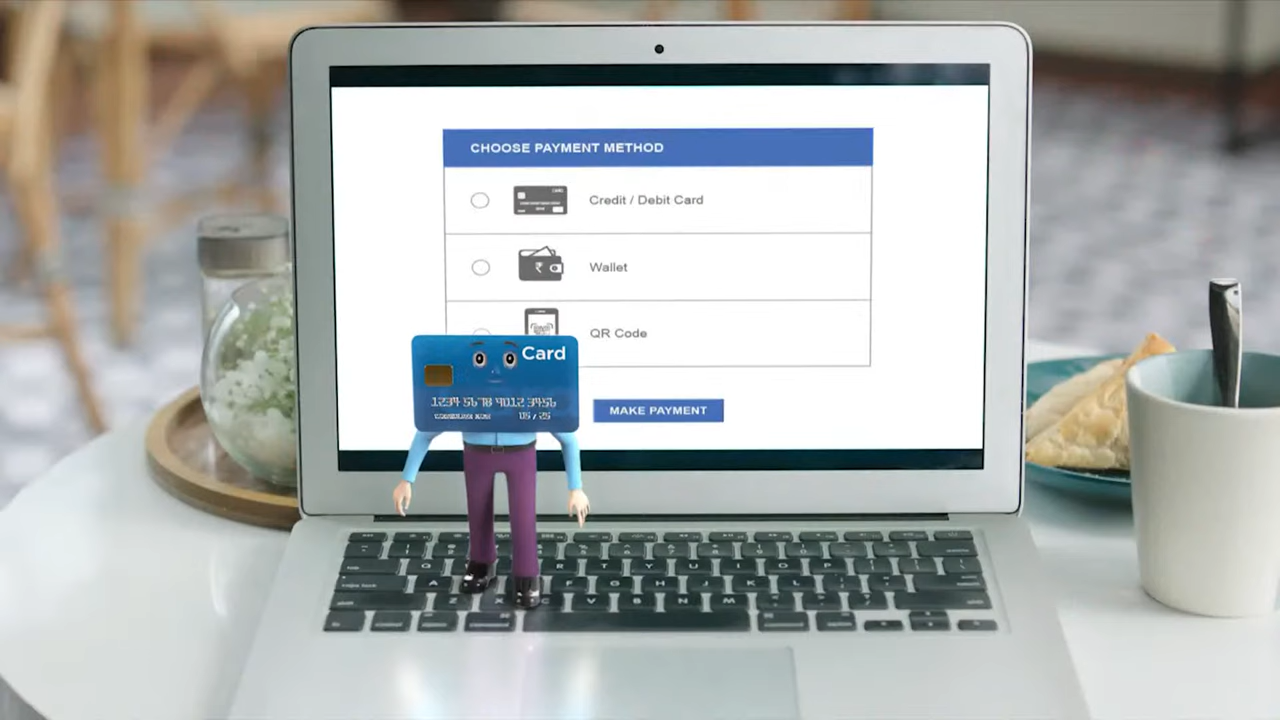 CHOOSE PAYMENT METHOD
Credit / Debit Card
Wallet
₹
QR Code
Card
1234 5678 9012 3456
05 / 25
MAKE PAYMENT